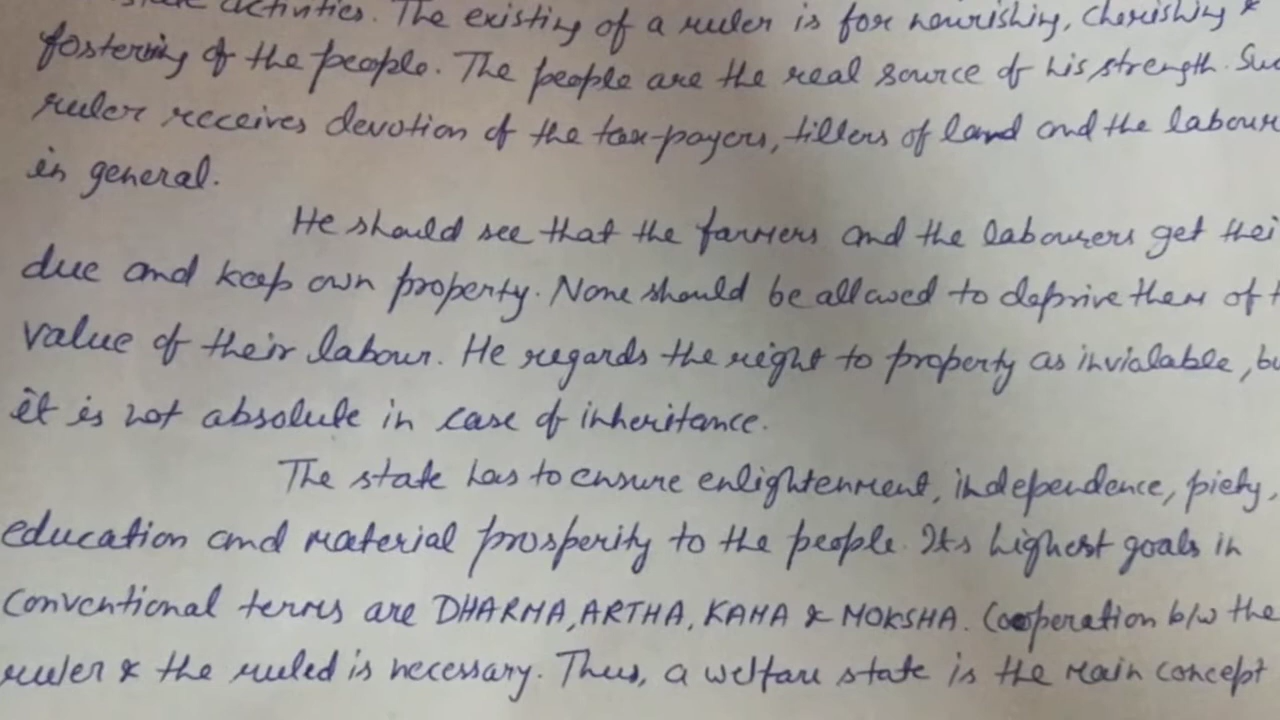 state activities. The existing of a ruler is for nourishing, cherishing &
fostering of the people. The people are the real source of his strength. Suc
ruler receives devotion of the tax-payers, tillers of land and the labour
in general.
He should see that the farmers and the labourers get thei
due and keep own property. None should be allowed to deprive them of t
value of their labour. He regards the right to property as invialable, bu
it is not absolute in case of inheritance.
The state has to ensure enlightenment, independence, piety,
education and material prosperity to the people. Its highest goals in
conventional terms are DHARMA, ARTHA, KAMA & MOKSHA. Cooperation b/w the
ruler & the ruled is necessary. Thus, a welfare state is the main concept